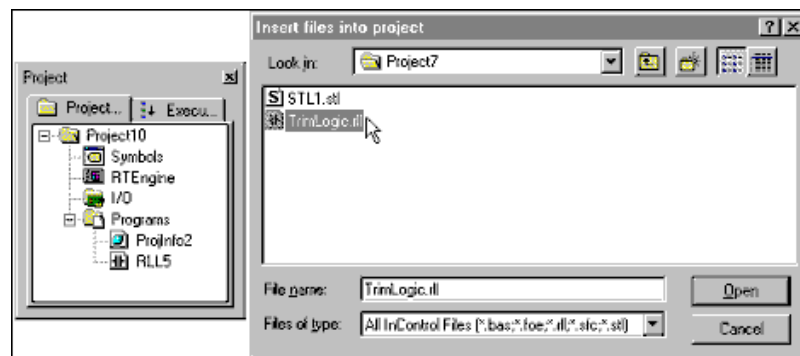 Project
Project...
Execu...
Project10
Symbols
RTEngine
I/O
Programs
ProjInfo2
RLL5
Insert files into project
Look in:
Project7
STL1.stl
TrimLogic.rll
File name:
TrimLogic.rll
Open
Files of type:
All InControl Files (*.bas;*.foe;*.rll;*.sfc;*.stl)
Cancel